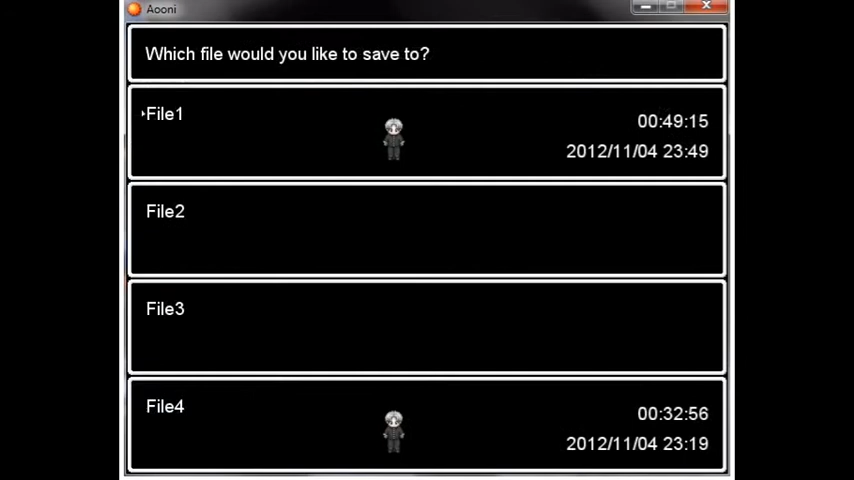 Aooni
Which file would you like to save to?
File1
00:49:15
2012/11/04 23:49
File2
File3
File4
00:32:56
2012/11/04 23:19